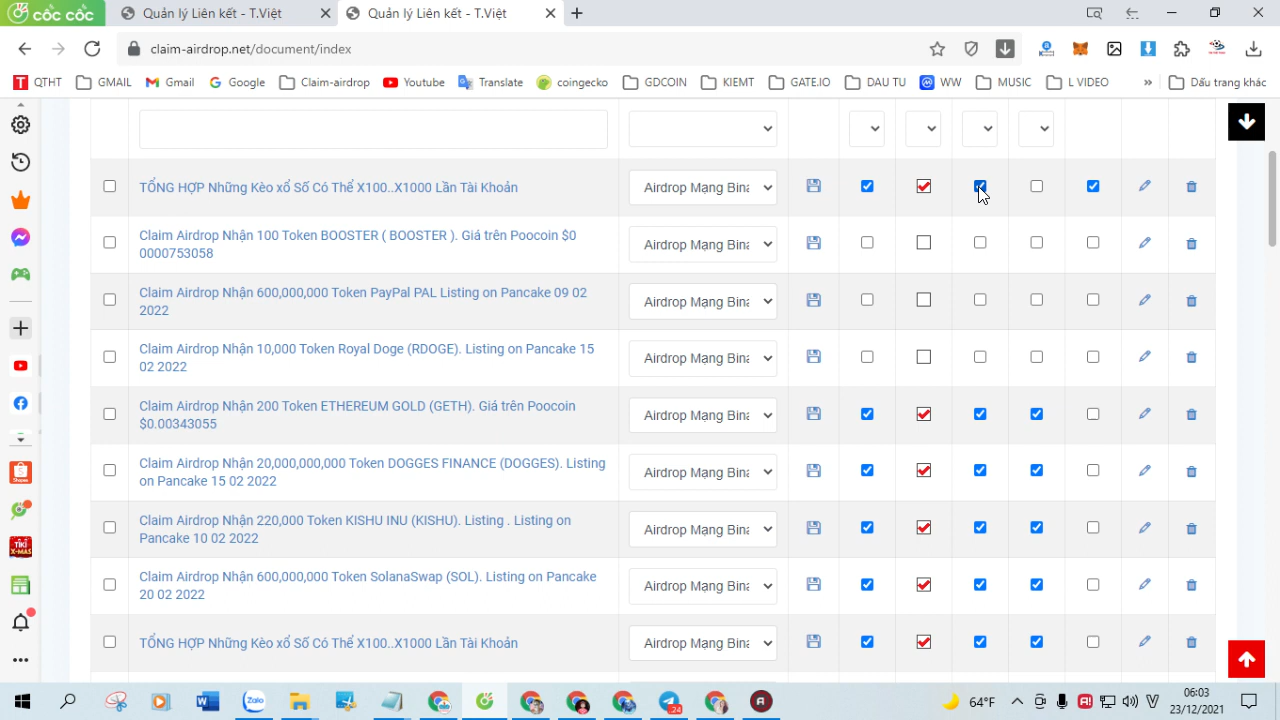 cốc cốc
Quản lý kết - T.Việt
Quản lý kết - T.Việt
claim-airdrop.net/document/index
QTHT
GMAIL
Gmail
Google
Claim-airdrop
Youtube
Translate
coingecko
GDCOIN
KIEMT
GATE.IO
DAU TU
WW
MUSIC
L VIDEO
»
Dấu trang khác
TỔNG HỢP Những Kèo xổ Số Có Thể X100..X1000 Lần Tài Khoản
Airdrop Mạng Bina
Claim Airdrop Nhận 100 Token BOOSTER ( BOOSTER ). Giá trên Poocoin $0
0000753058
Airdrop Mạng Bina
Claim Airdrop Nhận 600,000,000 Token PayPal PAL Listing on Pancake 09 02
2022
Airdrop Mạng Bina
Claim Airdrop Nhận 10,000 Token Royal Doge (RDOGE). Listing on Pancake 15
02 2022
Airdrop Mạng Bina
Claim Airdrop Nhận 200 Token ETHEREUM GOLD (GETH). Giá trên Poocoin
$0.00343055
Airdrop Mạng Bina
Claim Airdrop Nhận 20,000,000,000 Token DOGGES FINANCE (DOGGES). Listing
on Pancake 15 02 2022
Airdrop Mạng Bina
Claim Airdrop Nhận 220,000 Token KISHU INU (KISHU). Listing . Listing on
Pancake 10 02 2022
Airdrop Mạng Bina
Claim Airdrop Nhận 600,000,000 Token SolanaSwap (SOL). Listing on Pancake
20 02 2022
Airdrop Mạng Bina
TỔNG HỢP Những Kèo xổ Số Có Thể X100..X1000 Lần Tài Khoản
Airdrop Mạng Bina
Shopee
TIKI
X-MAS
Zalo
24
64°F
06:03
23/12/2021